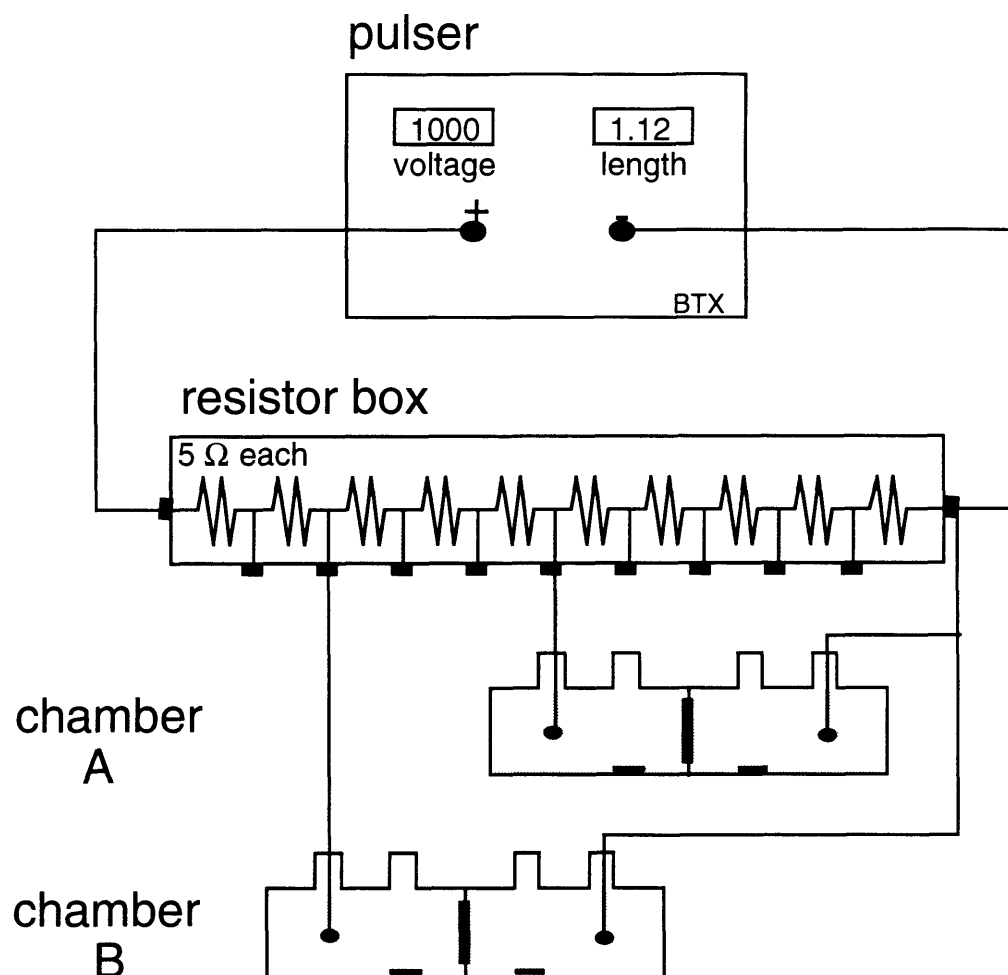 pulser
1000
1.12
voltage
length
+
-
BTX
resistor box
5 Ω each
chamber
A
chamber
B